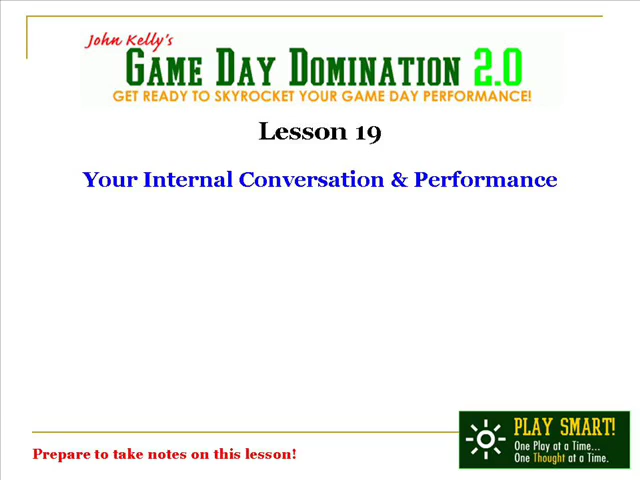 John Kelly's
GAME DAY DOMINATION 2.0
GET READY TO SKYROCKET YOUR GAME DAY PERFORMANCE!
Lesson 19
Your Internal Conversation & Performance
PLAY SMART!
One Play at a Time...
One Thought at a Time.
Prepare to take notes on this lesson!